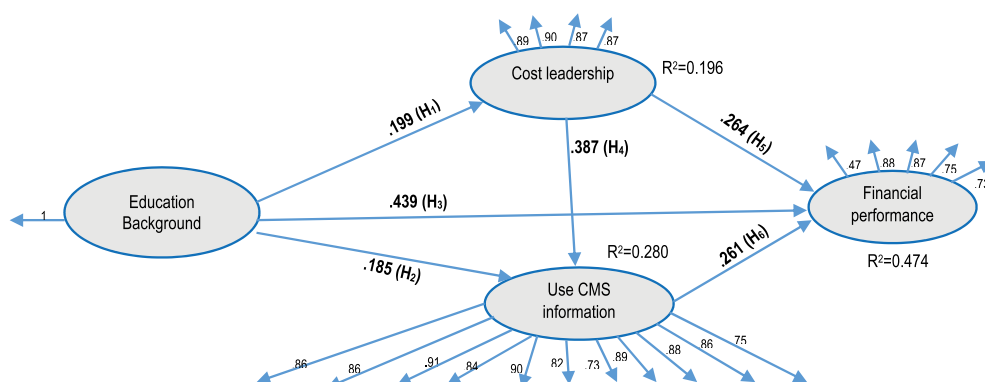 .89 .90 .87 .87
Cost leadership
R²=0.196
.199 (H₁)
.264 (H₅)
.387 (H₄)
.47 .88 .87 .75 .73
Education
Background
1
.439 (H₃)
Financial
performance
R²=0.474
.185 (H₂)
R²=0.280
.261 (H₆)
Use CMS
information
.86 .86 .91 .84 .90 .82 .73 .89 .88 .86 .75